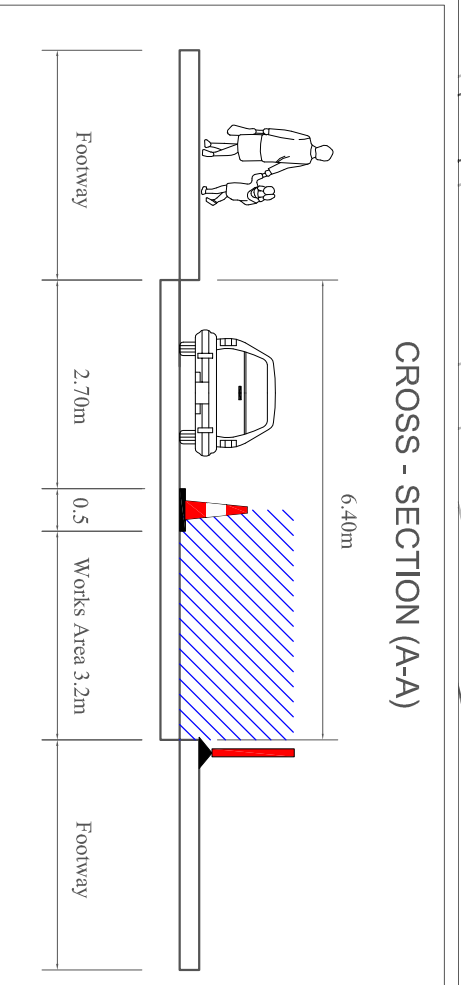 CROSS - SECTION (A-A)
6.40m
Footway
2.70m
0.5
Works Area 3.2m
Footway